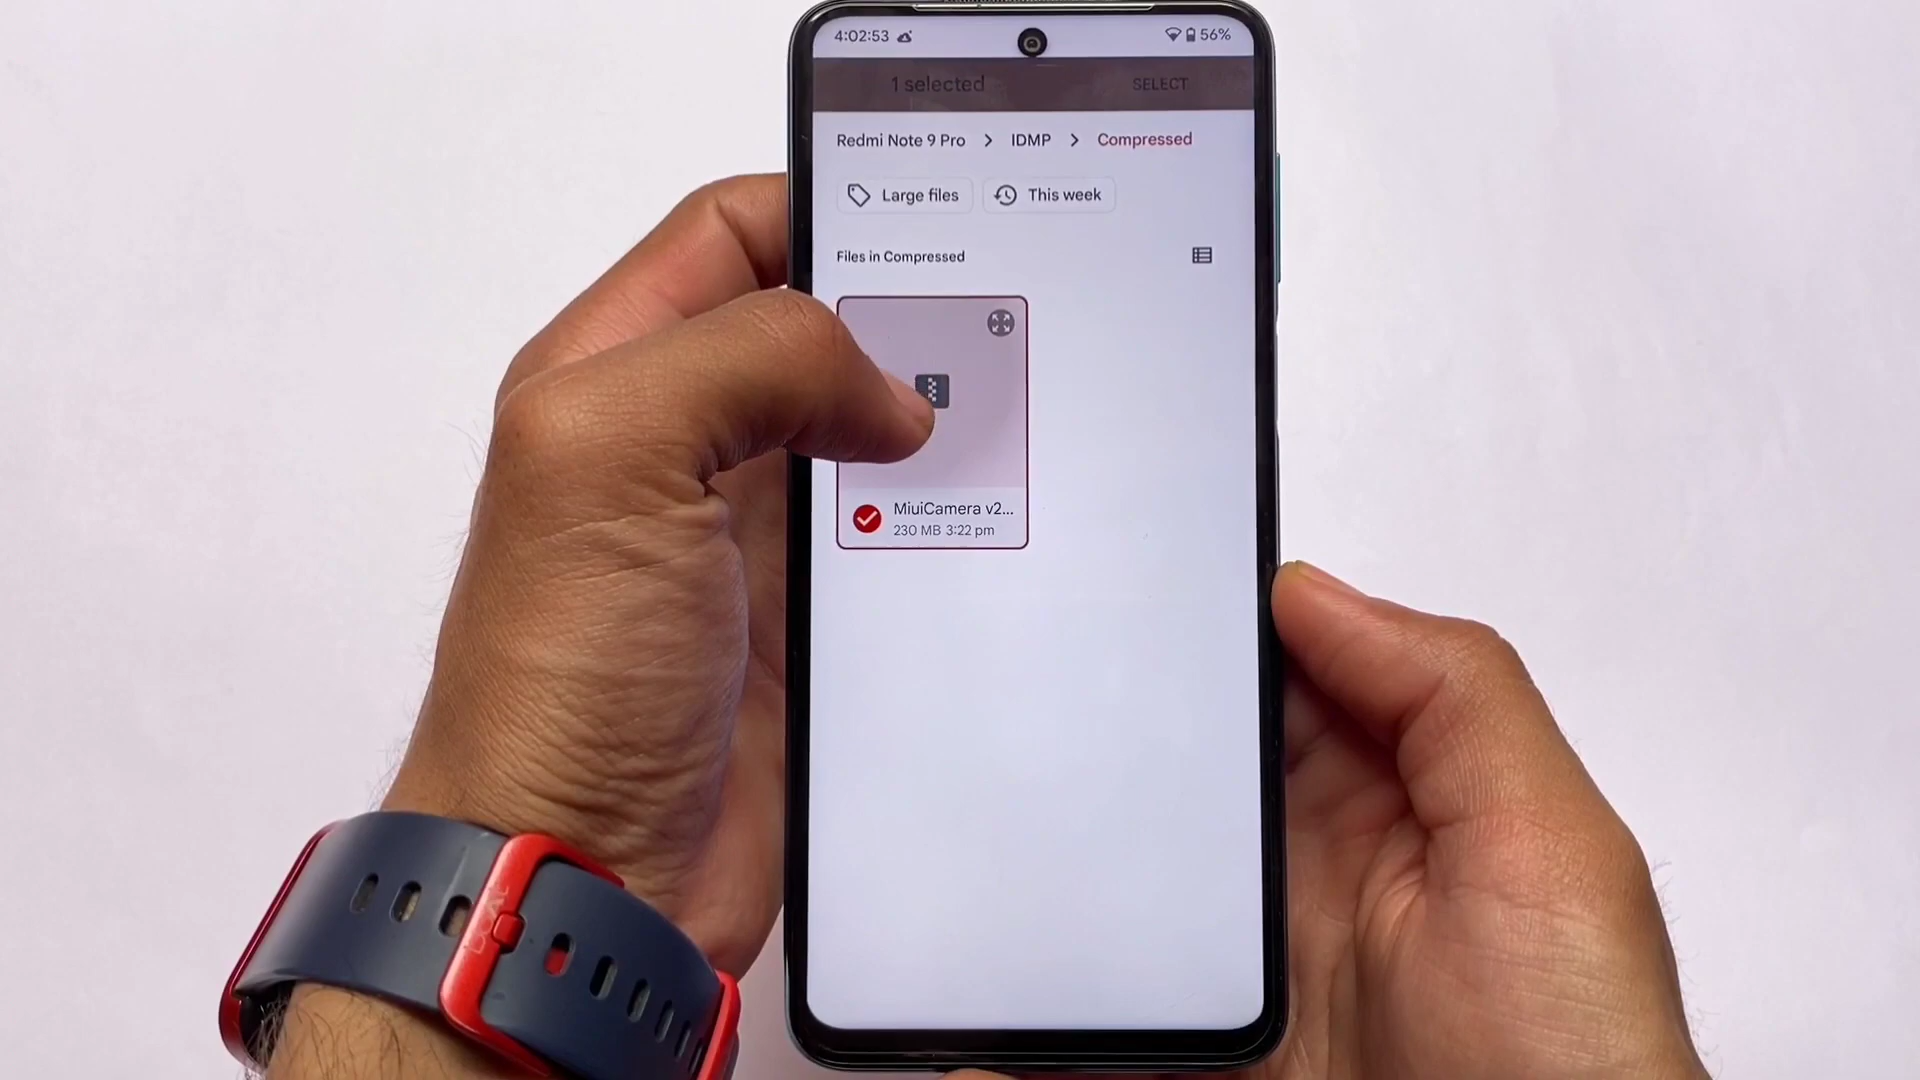 4:02:53 56%
1 selected SELECT
Redmi Note 9 Pro > IDMP > Compressed
Large files This week
Files in Compressed
MiuiCamera v2...
230 MB 3:22 pm